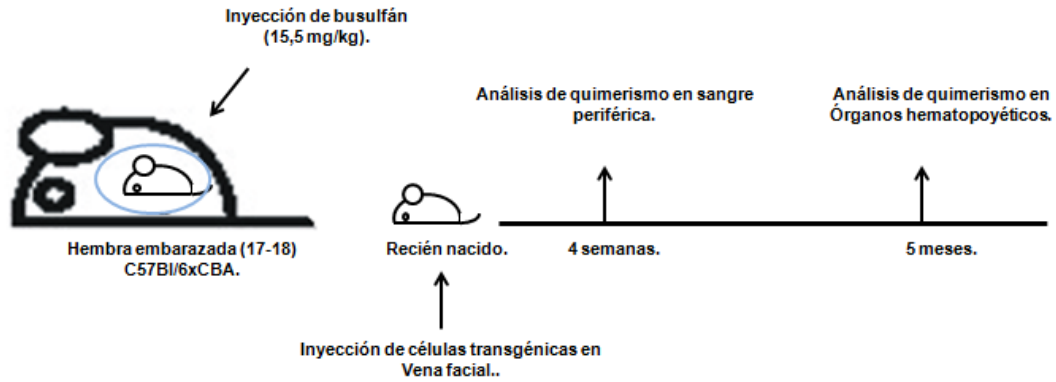 Inyección de busulfán
(15,5 mg/kg).
Análisis de quimerismo en sangre
periférica.
Análisis de quimerismo en
Órganos hematopoyéticos.
Hembra embarazada (17-18)
C57Bl/6xCBA.
Recién nacido..
4 semanas.
5 meses.
Inyección de células transgénicas en
Vena facial..